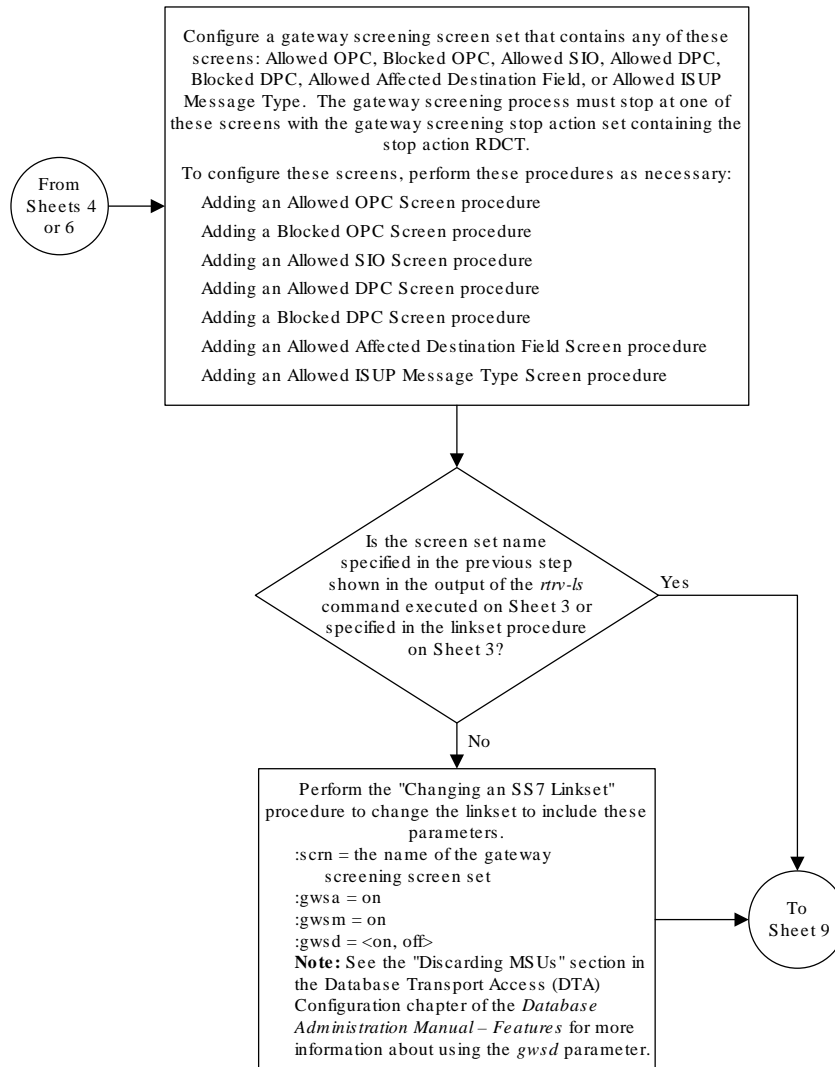 Configure a gateway screening screen set that contains any of these
screens: Allowed OPC, Blocked OPC, Allowed SIO, Allowed DPC,
Blocked DPC, Allowed Affected Destination Field, or Allowed ISUP
Message Type. The gateway screening process must stop at one of
these screens with the gateway screening stop action set containing the
stop action RDCT.
To configure these screens, perform these procedures as necessary:
Adding an Allowed OPC Screen procedure
Adding a Blocked OPC Screen procedure
Adding an Allowed SIO Screen procedure
Adding an Allowed DPC Screen procedure
Adding a Blocked DPC Screen procedure
Adding an Allowed Affected Destination Field Screen procedure
Adding an Allowed ISUP Message Type Screen procedure
From
Sheets 4
or 6
Is the screen set name
specified in the previous step
shown in the output of the rtrv-ls
command executed on Sheet 3 or
specified in the linkset procedure
on Sheet 3?
Yes
No
Perform the "Changing an SS7 Linkset"
procedure to change the linkset to include these
parameters.
:scrn = the name of the gateway
screening screen set
:gwsa = on
:gwsm = on
:gwsd = <on, off>
Note: See the "Discarding MSUs" section in
the Database Transport Access (DTA)
Configuration chapter of the Database
Administration Manual – Features for more
information about using the gwsd parameter.
To
Sheet 9